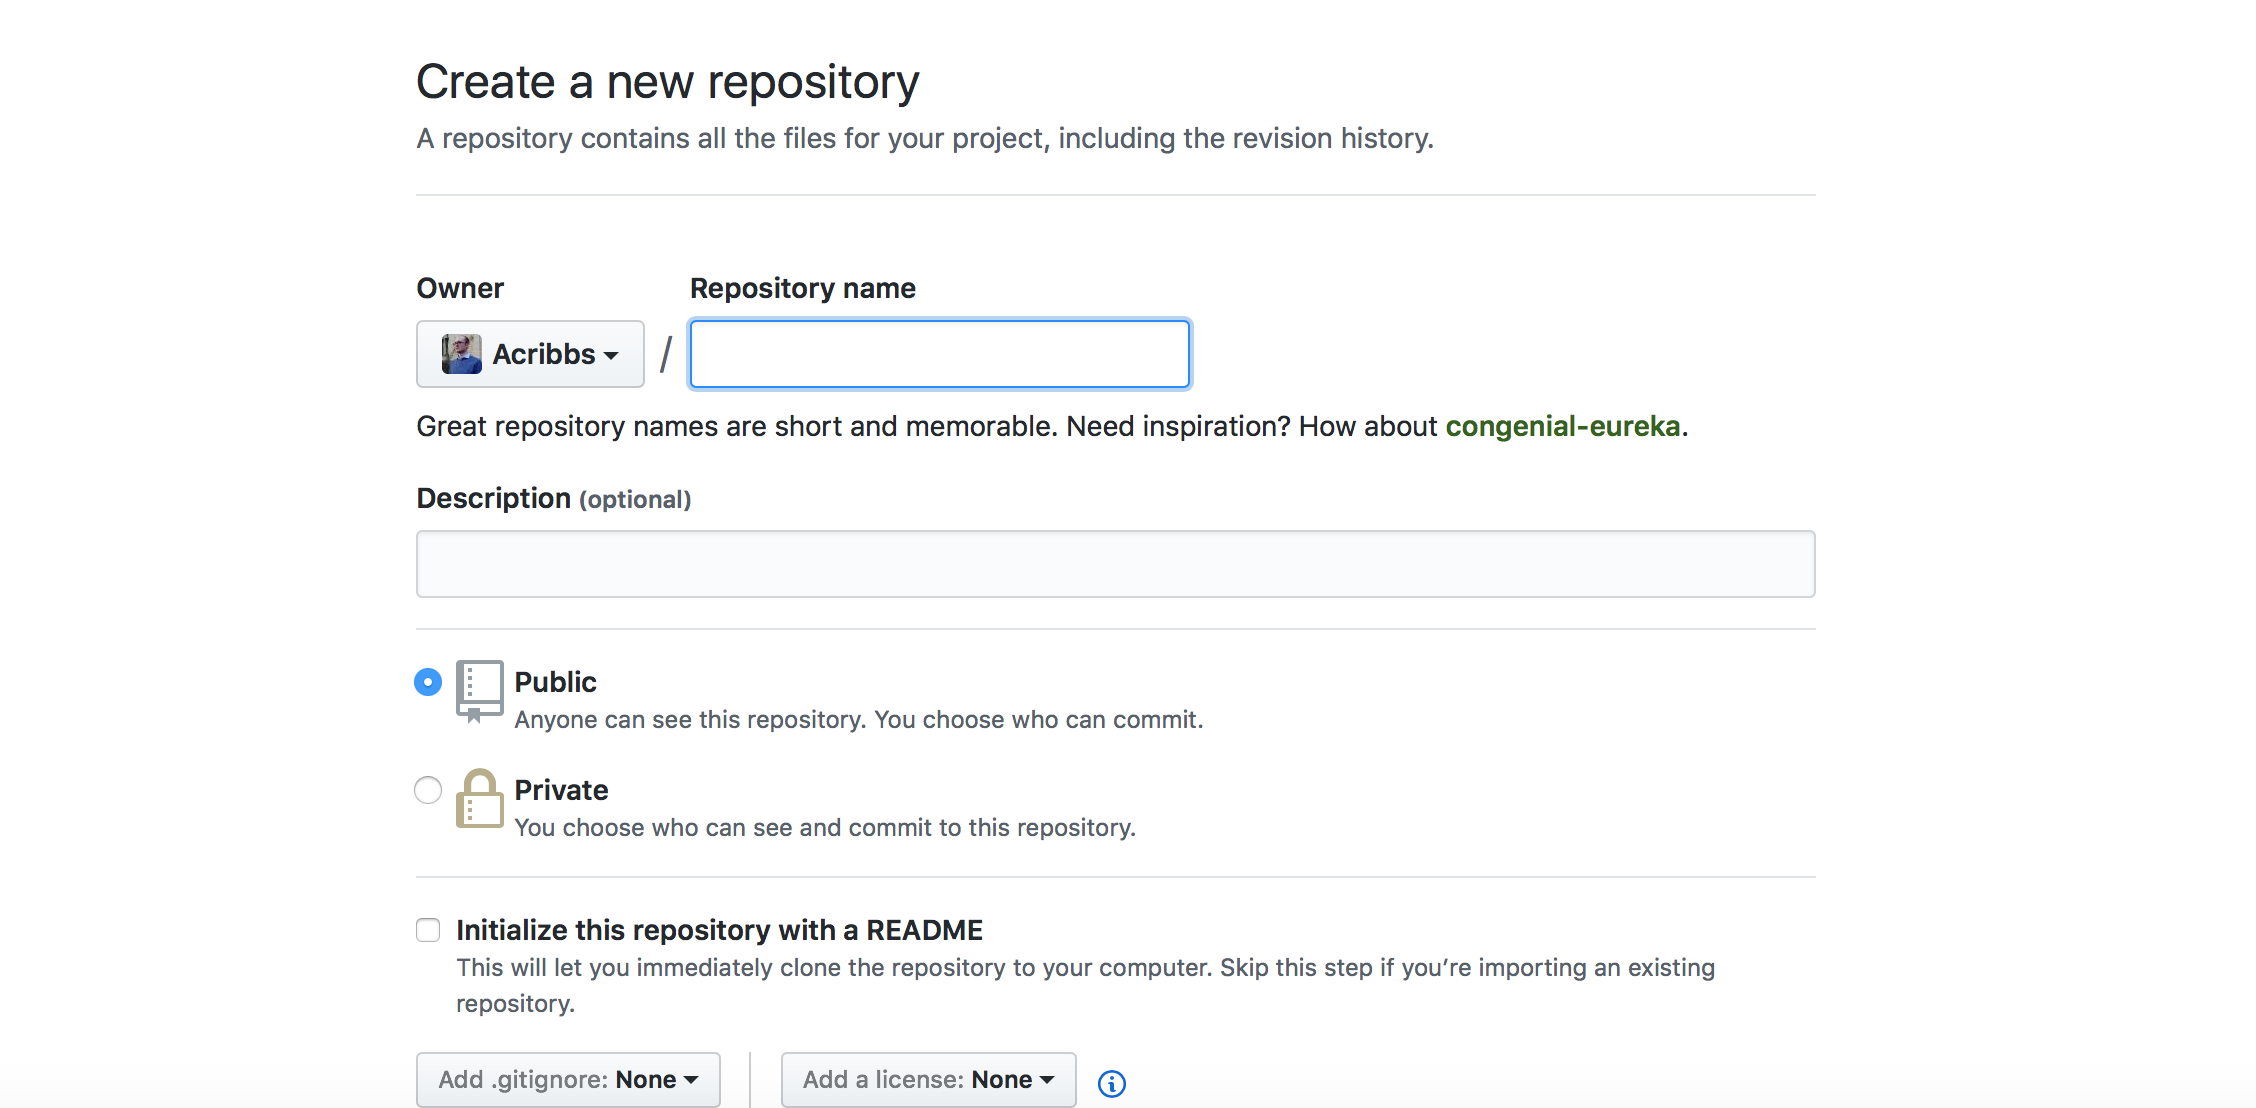 Create a new repository
A repository contains all the files for your project, including the revision history.
Owner
Repository name
Acribbs
/
Great repository names are short and memorable. Need inspiration? How about congenial-eureka.
Description (optional)
Public
Anyone can see this repository. You choose who can commit.
Private
You choose who can see and commit to this repository.
Initialize this repository with a README
This will let you immediately clone the repository to your computer. Skip this step if you’re importing an existing
repository.
Add .gitignore: None
Add a license: None